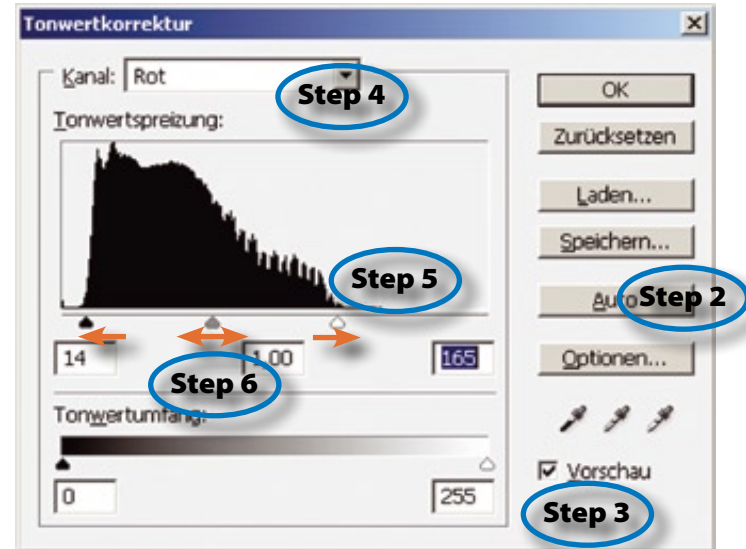 Tonwertkorrektur
Kanal: Rot
Step 4
OK
Tonwertspreizung:
Zurücksetzen
Laden...
Speichern...
Step 5
Auto
Step 2
14
1,00
165
Optionen...
Step 6
Tonwertumfang:
Vorschau
0
255
Step 3